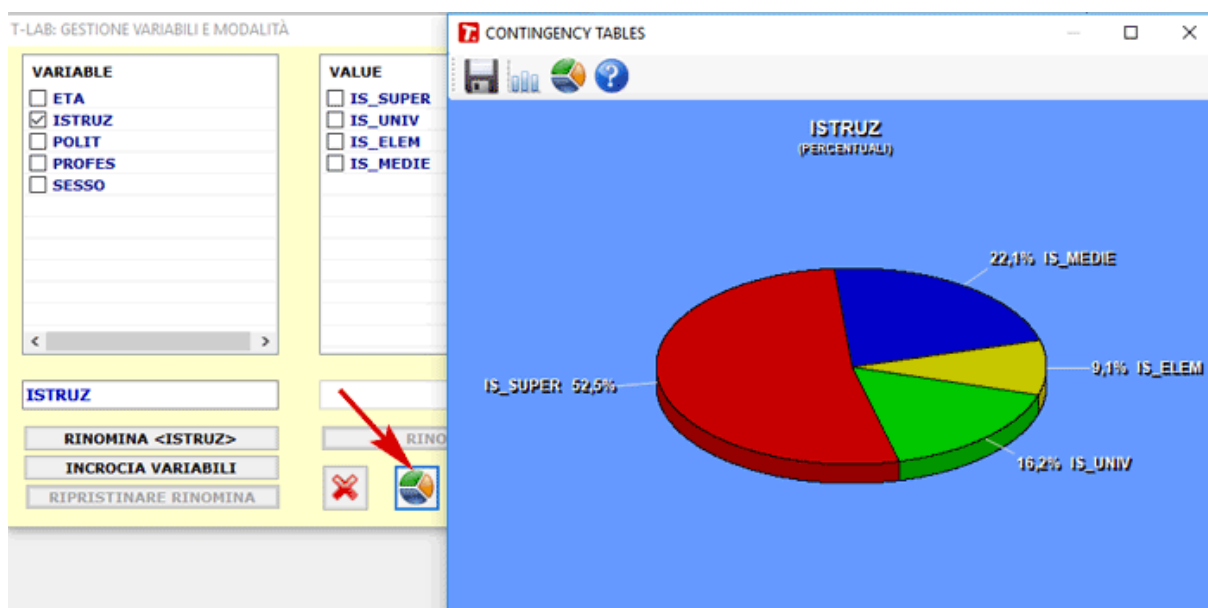 T-LAB: GESTIONE VARIABILI E MODALITÀ
VARIABLE
ETA
ISTRUZ
POLIT
PROFES
SESSO
VALUE
IS_SUPER
IS_UNIV
IS_ELEM
IS_MEDIE
ISTRUZ
RINOMINA <ISTRUZ>
RINO
INCROCIA VARIABILI
RIPRISTINARE RINOMINA
CONTINGENCY TABLES
ISTRUZ
(PERCENTUALI)
22,1% IS_MEDIE
9,1% IS_ELEM
IS_SUPER 52,5%
16,2% IS_UNIV